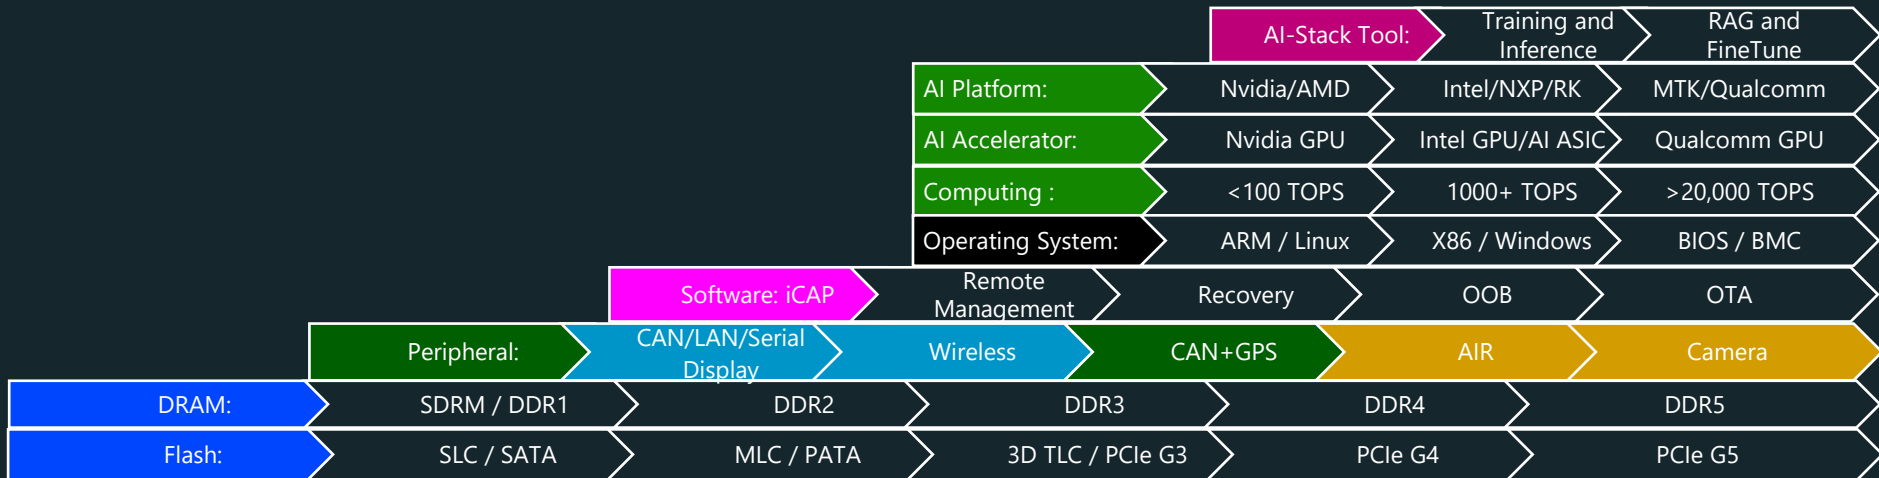 AI-Stack Tool:
Training and
Inference
RAG and
FineTune
AI Platform:
Nvidia/AMD
Intel/NXP/RK
MTK/Qualcomm
AI Accelerator:
Nvidia GPU
Intel GPU/AI ASIC
Qualcomm GPU
Computing :
<100 TOPS
1000+ TOPS
>20,000 TOPS
Operating System:
ARM / Linux
X86 / Windows
BIOS / BMC
Software: iCAP
Remote
Management
Recovery
OOB
OTA
Peripheral:
CAN/LAN/Serial
Display
Wireless
CAN+GPS
AIR
Camera
DRAM:
SDRM / DDR1
DDR2
DDR3
DDR4
DDR5
Flash:
SLC / SATA
MLC / PATA
3D TLC / PCIe G3
PCIe G4
PCIe G5